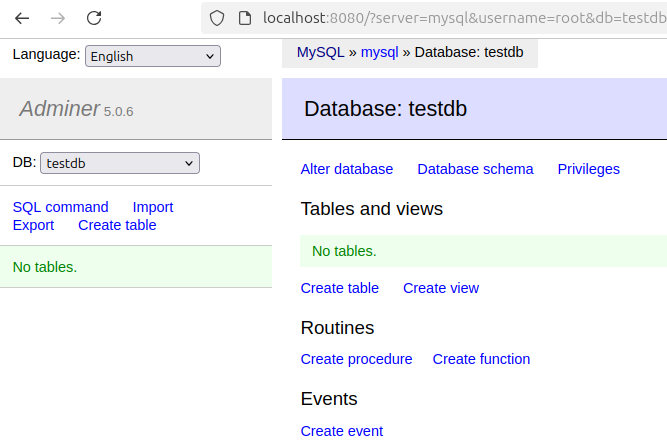 localhost:8080/?server=mysql&username=root&db=testdb
Language: English
MySQL » mysql » Database: testdb
Adminer 5.0.6
Database: testdb
DB: testdb
Alter database Database schema Privileges
SQL command Import
Export Create table
No tables.
Tables and views
No tables.
Create table Create view
Routines
Create procedure Create function
Events
Create event